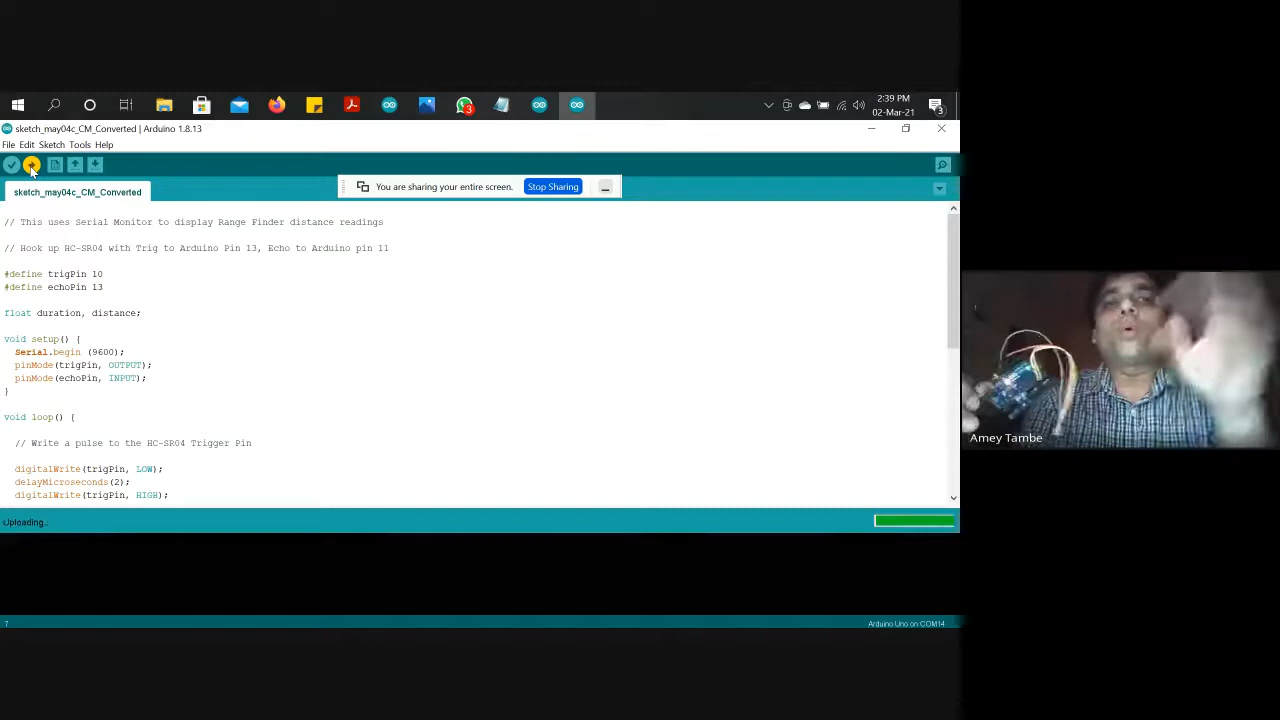 3
2:39 PM
02-Mar-21
3
sketch_may04c_CM_Converted | Arduino 1.8.13
File Edit Sketch Tools Help
You are sharing your entire screen. Stop Sharing
sketch_may04c_CM_Converted
// This uses Serial Monitor to display Range Finder distance readings
// Hook up HC-SR04 with Trig to Arduino Pin 13, Echo to Arduino pin 11
#define trigPin 10
#define echoPin 13
float duration, distance;
void setup() {
Serial.begin (9600);
pinMode(trigPin, OUTPUT);
pinMode(echoPin, INPUT);
}
void loop() {
// Write a pulse to the HC-SR04 Trigger Pin
digitalWrite(trigPin, LOW);
delayMicroseconds(2);
digitalWrite(trigPin, HIGH);
Amey Tambe
Uploading...
7
Arduino Uno on COM14